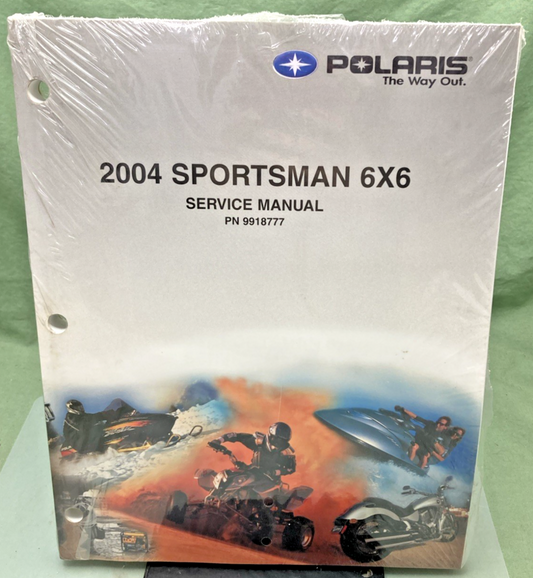 POLARIS®
The Way Out.
2004 SPORTSMAN 6X6
SERVICE MANUAL
PN 9918777